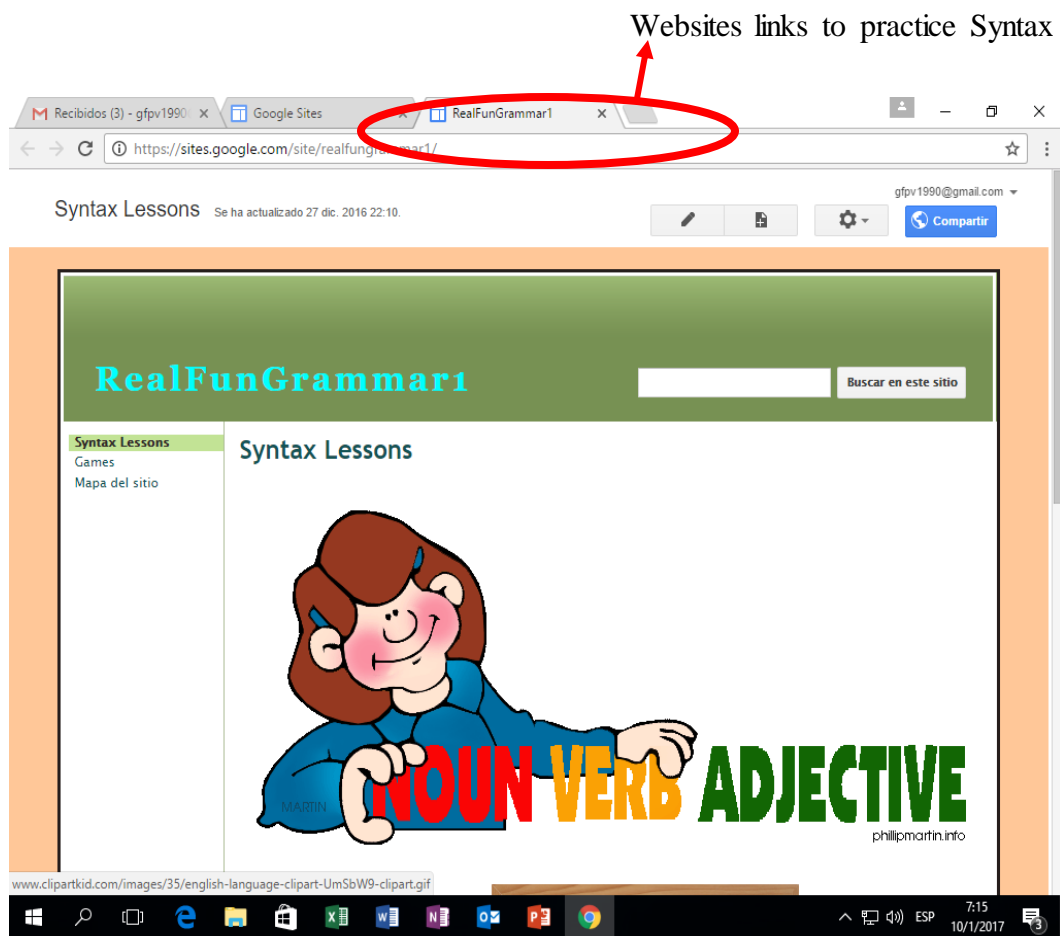 Websites links to practice Syntax
Recibidos (3) - gfpv1990
Google Sites
RealFunGrammar1
https://sites.google.com/site/realfungrammar1/
gfpv1990@gmail.com
Syntax Lessons Se ha actualizado 27 dic. 2016 22:10.
Compartir
RealFunGrammar1
Buscar en este sitio
Syntax Lessons
Games
Mapa del sitio
Syntax Lessons
MARTIN
NOUN VERB ADJECTIVE
phillipmartin.info
www.clipartkid.com/images/35/english-language-clipart-UmSbW9-clipart.gif
ESP
7:15
10/1/2017
3